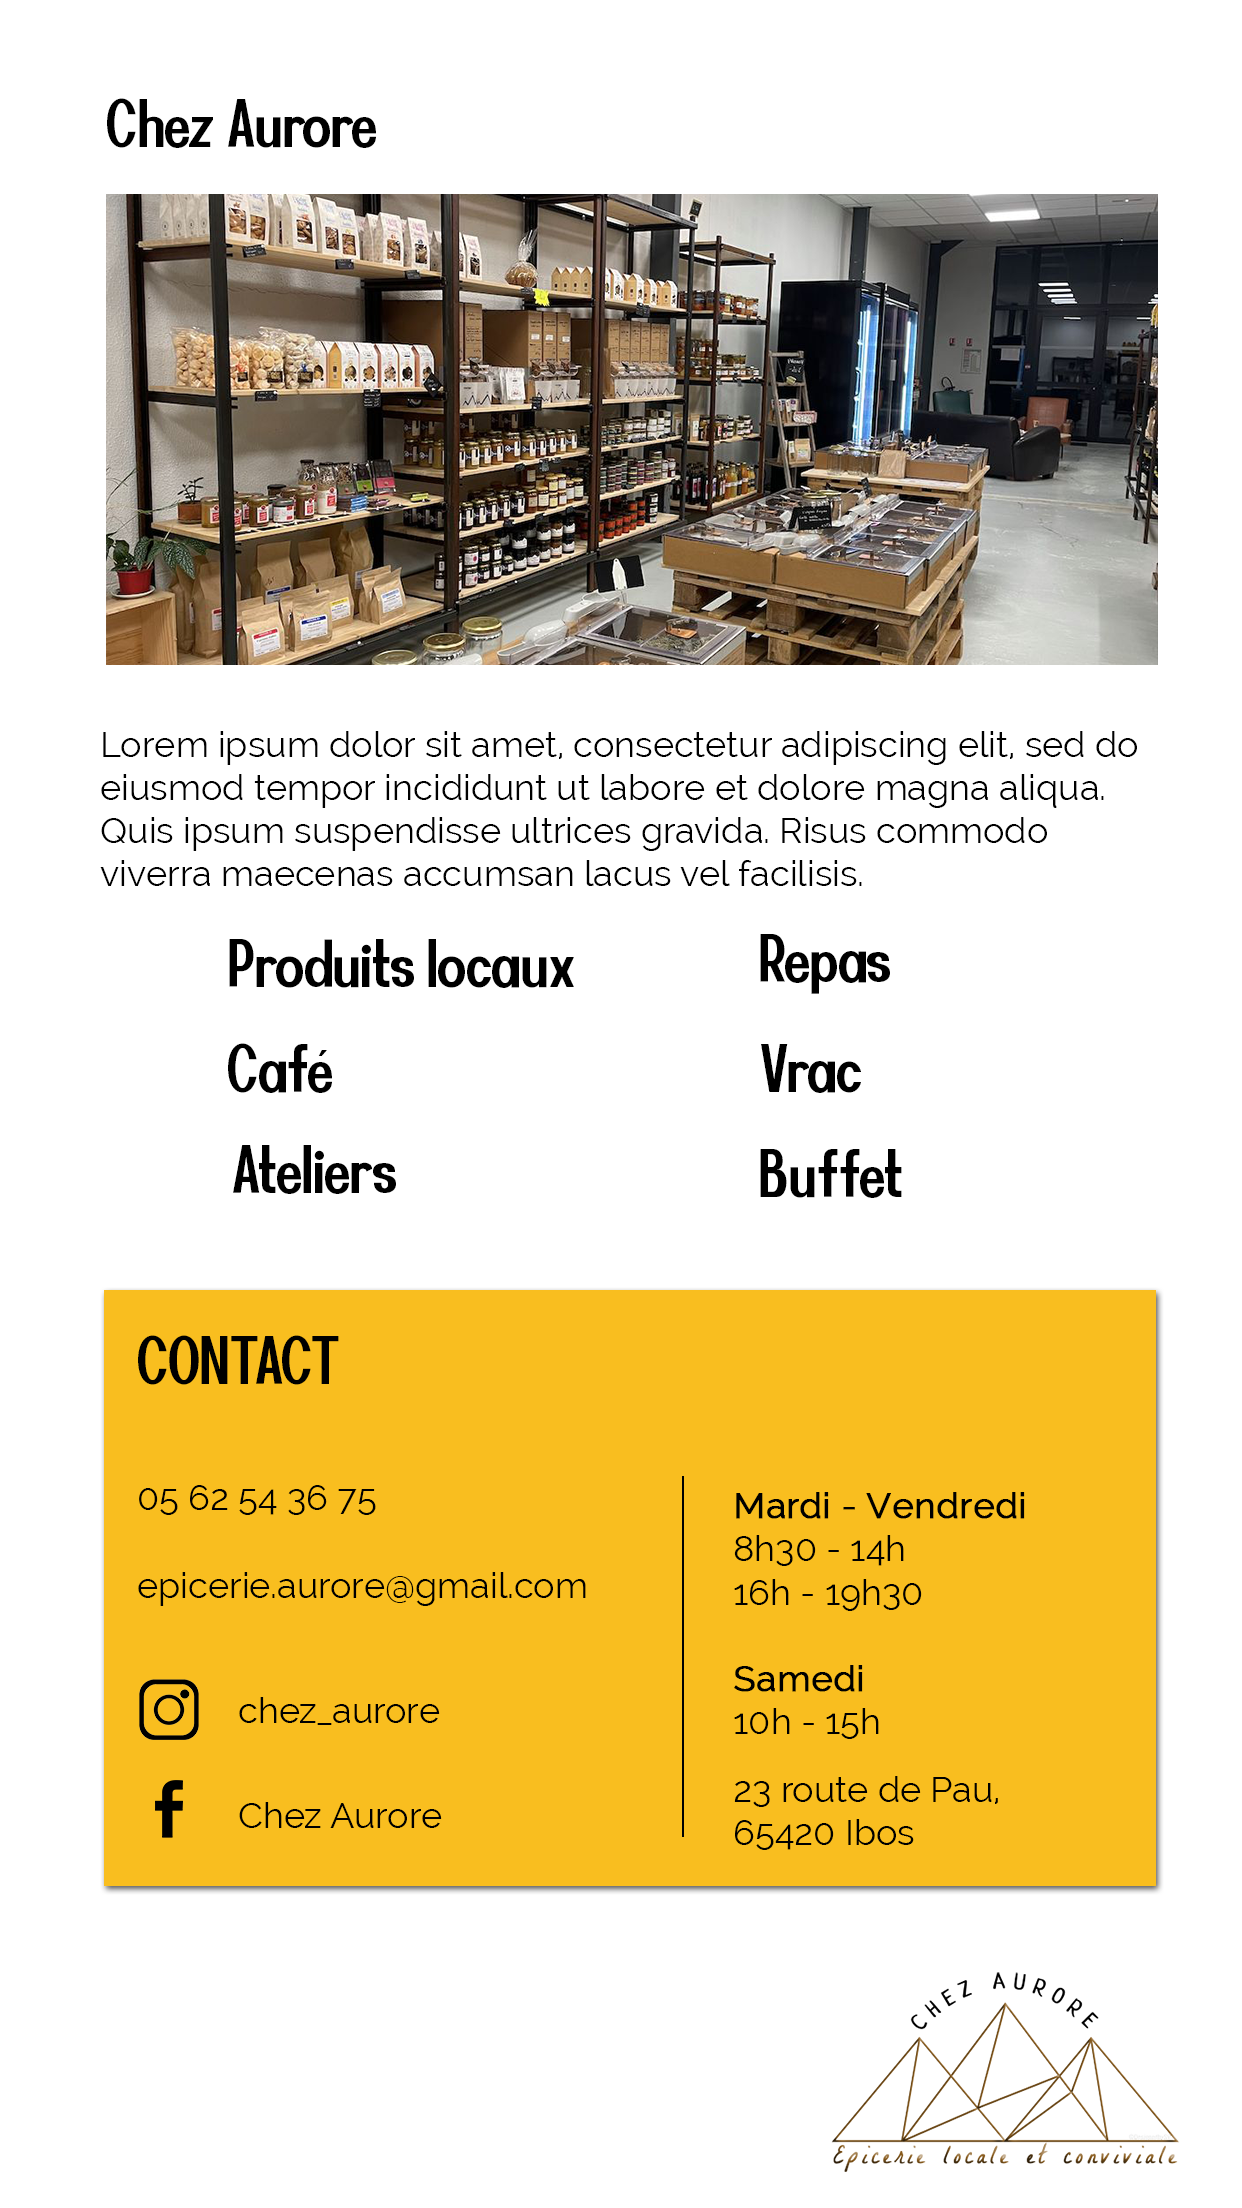 Chez Aurore
Lorem ipsum dolor sit amet, consectetur adipiscing elit, sed do
eiusmod tempor incididunt ut labore et dolore magna aliqua.
Quis ipsum suspendisse ultrices gravida. Risus commodo
viverra maecenas accumsan lacus vel facilisis.
Produits locaux
Repas
Café
Vrac
Ateliers
Buffet
CONTACT
05 62 54 36 75
epicerie.aurore@gmail.com
chez_aurore
Chez Aurore
Mardi - Vendredi
8h30 - 14h
16h - 19h30
Samedi
10h - 15h
23 route de Pau,
65420 Ibos
CHEZ AURORE
Epicerie locale et conviviale